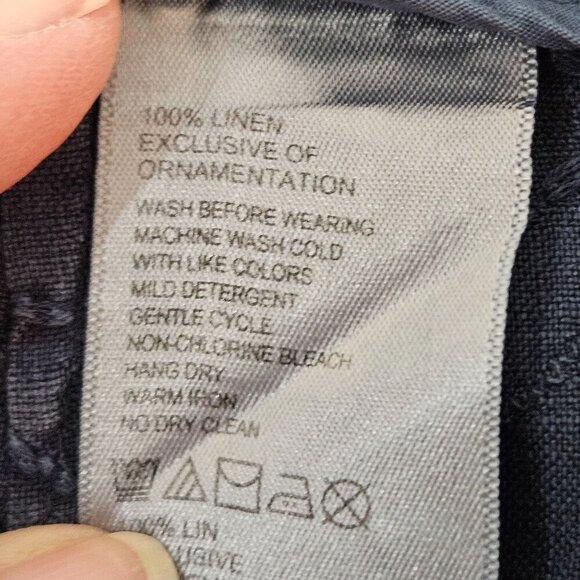 100% LINEN
EXCLUSIVE OF
ORNAMENTATION
WASH BEFORE WEARING
MACHINE WASH COLD
WITH LIKE COLORS
MILD DETERGENT
GENTLE CYCLE
NON-CHLORINE BLEACH
HANG DRY
WARM IRON
NO DRY CLEAN
100% LIN